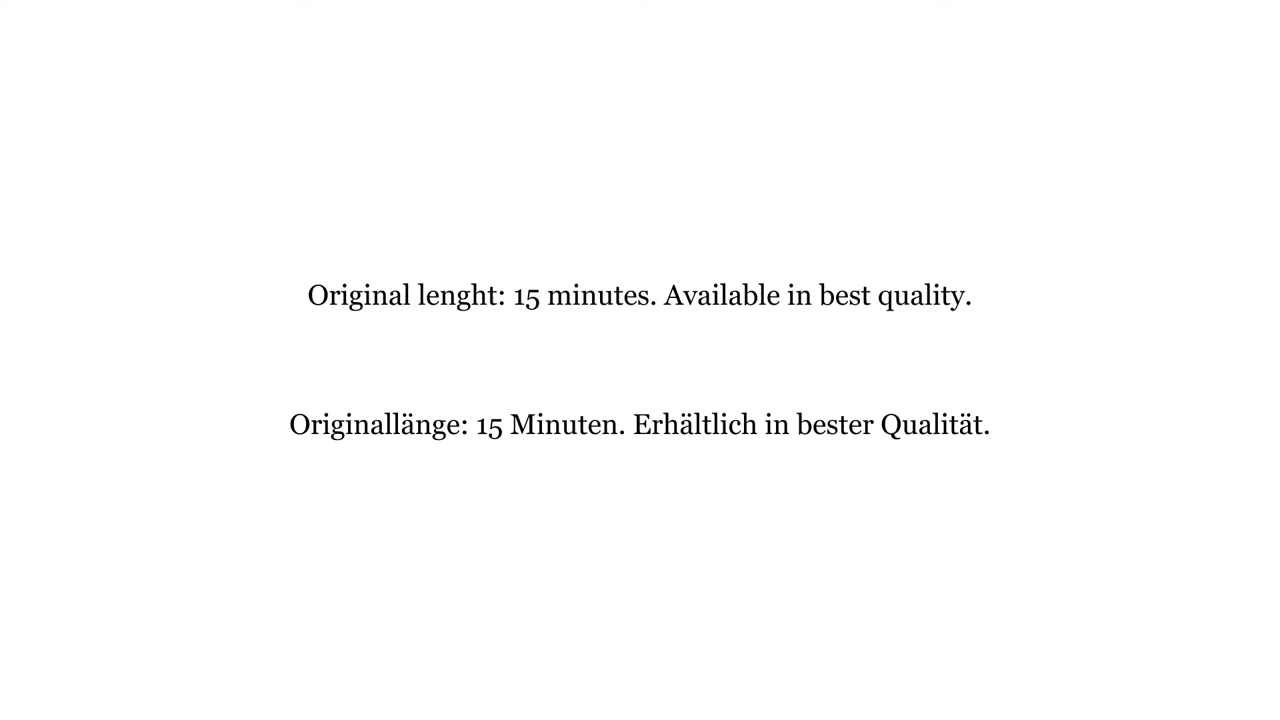 Original lenght: 15 minutes. Available in best quality.
Originallänge: 15 Minuten. Erhältlich in bester Qualität.